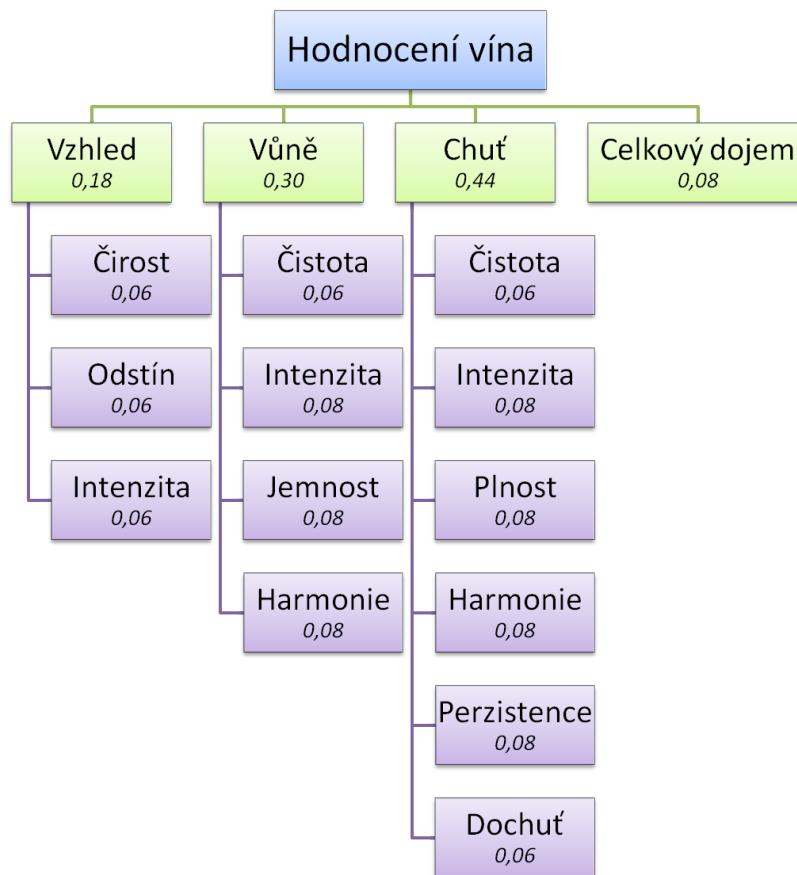 Hodnocení vína
Vzhled
0,18
Čirost
0,06
Odstín
0,06
Intenzita
0,06
Vůně
0,30
Čistota
0,06
Intenzita
0,08
Jemnost
0,08
Harmonie
0,08
Chuť
0,44
Čistota
0,06
Intenzita
0,08
Plnost
0,08
Harmonie
0,08
Perzistence
0,08
Dochuť
0,06
Celkový dojem
0,08